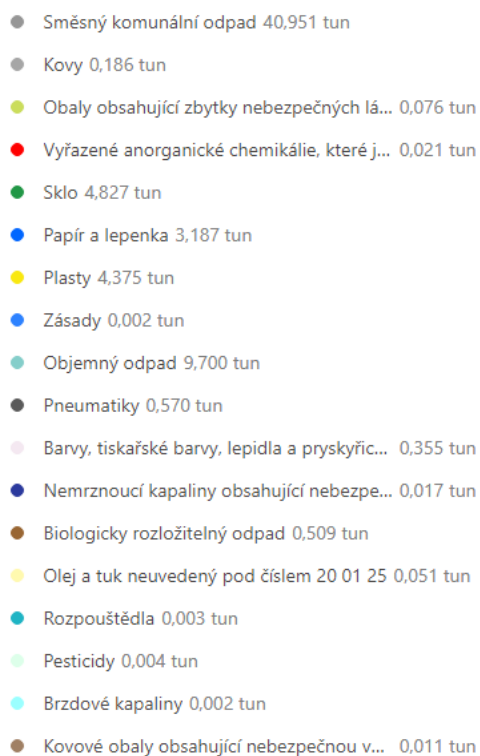 Směsný komunální odpad 40,951 tun
Kovy 0,186 tun
Obaly obsahující zbytky nebezpečných lá... 0,076 tun
Vyřazené anorganické chemikálie, které j... 0,021 tun
Sklo 4,827 tun
Papír a lepenka 3,187 tun
Plasty 4,375 tun
Zásady 0,002 tun
Objemný odpad 9,700 tun
Pneumatiky 0,570 tun
Barvy, tiskařské barvy, lepidla a pryskyřic... 0,355 tun
Nemrznoucí kapaliny obsahující nebezpe... 0,017 tun
Biologicky rozložitelný odpad 0,509 tun
Olej a tuk neuvedený pod číslem 20 01 25 0,051 tun
Rozpouštědla 0,003 tun
Pesticidy 0,004 tun
Brzdové kapaliny 0,002 tun
Kovové obaly obsahující nebezpečnou v... 0,011 tun